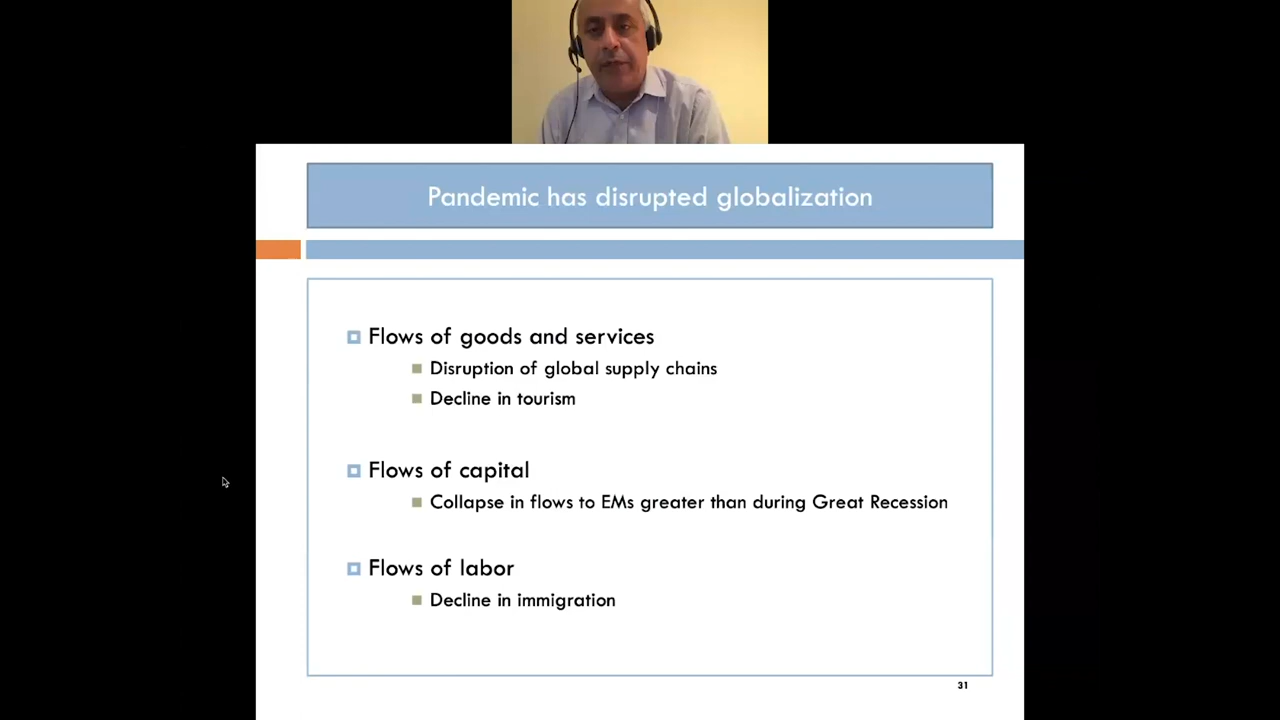 Pandemic has disrupted globalization
Flows of goods and services
Disruption of global supply chains
Decline in tourism
Flows of capital
Collapse in flows to EMs greater than during Great Recession
Flows of labor
Decline in immigration
31